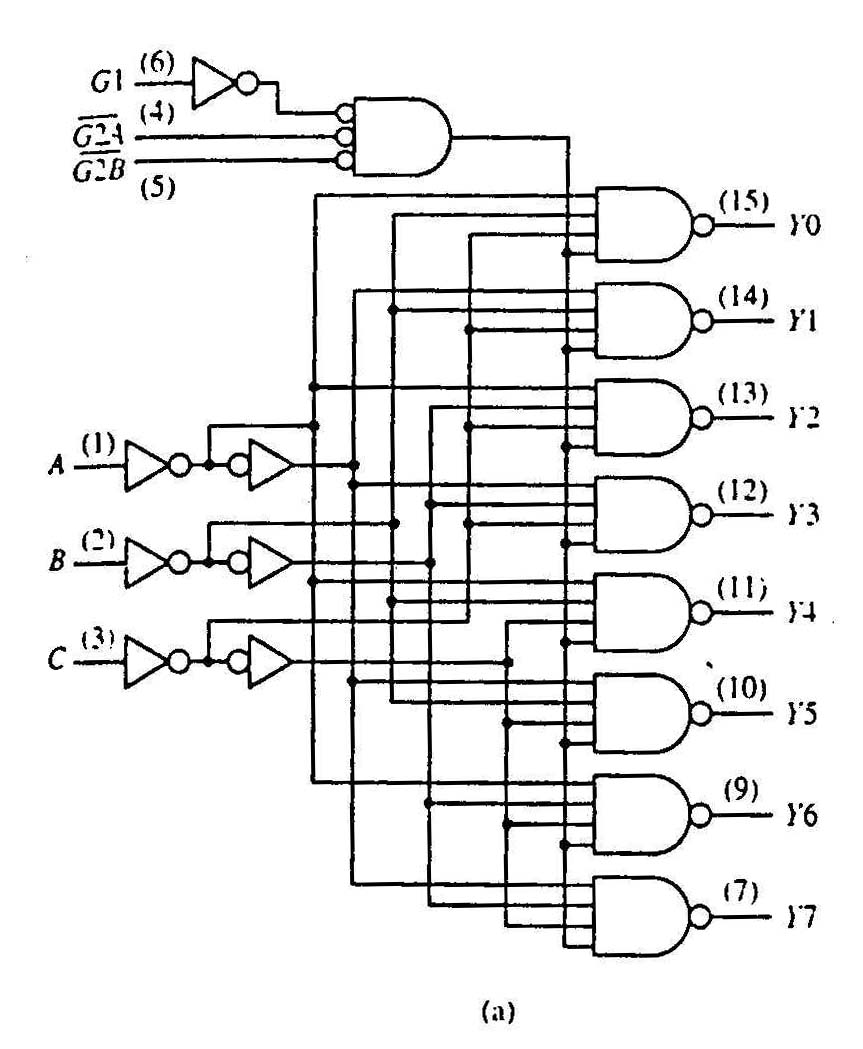 G1 (6)
G2A (4)
G2B (5)
(15) Y0
(14) Y1
(13) Y2
A (1)
(12) Y3
B (2)
(11) Y4
C (3)
(10) Y5
(9) Y6
(7) Y7
(a)